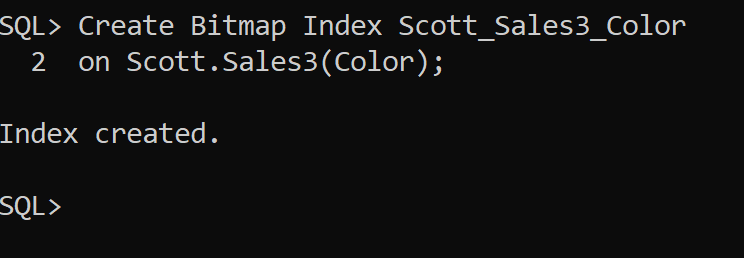 SQL> Create Bitmap Index Scott_Sales3_Color
  2  on Scott.Sales3(Color);
Index created.
SQL>